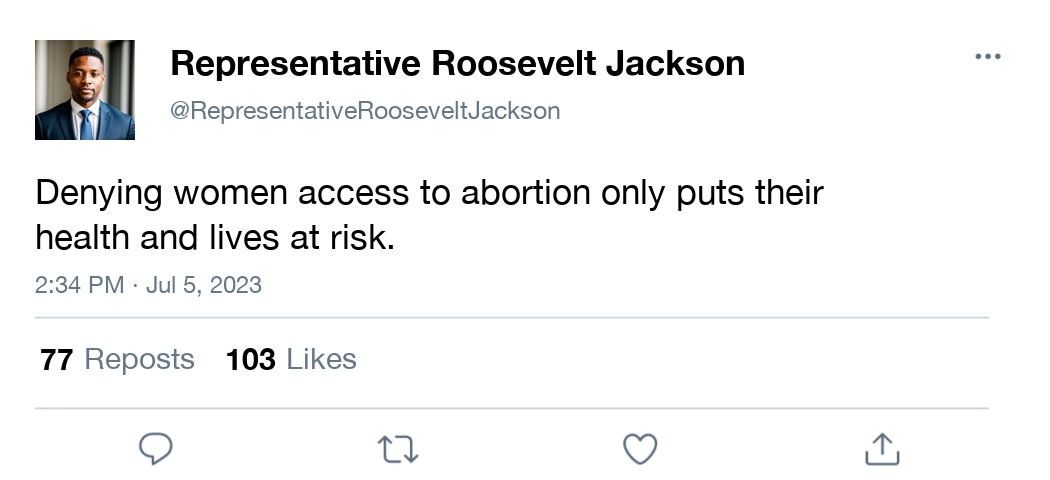 Representative Roosevelt Jackson
@RepresentativeRooseveltJackson
Denying women access to abortion only puts their
health and lives at risk.
2:34 PM · Jul 5, 2023
77 Reposts 103 Likes